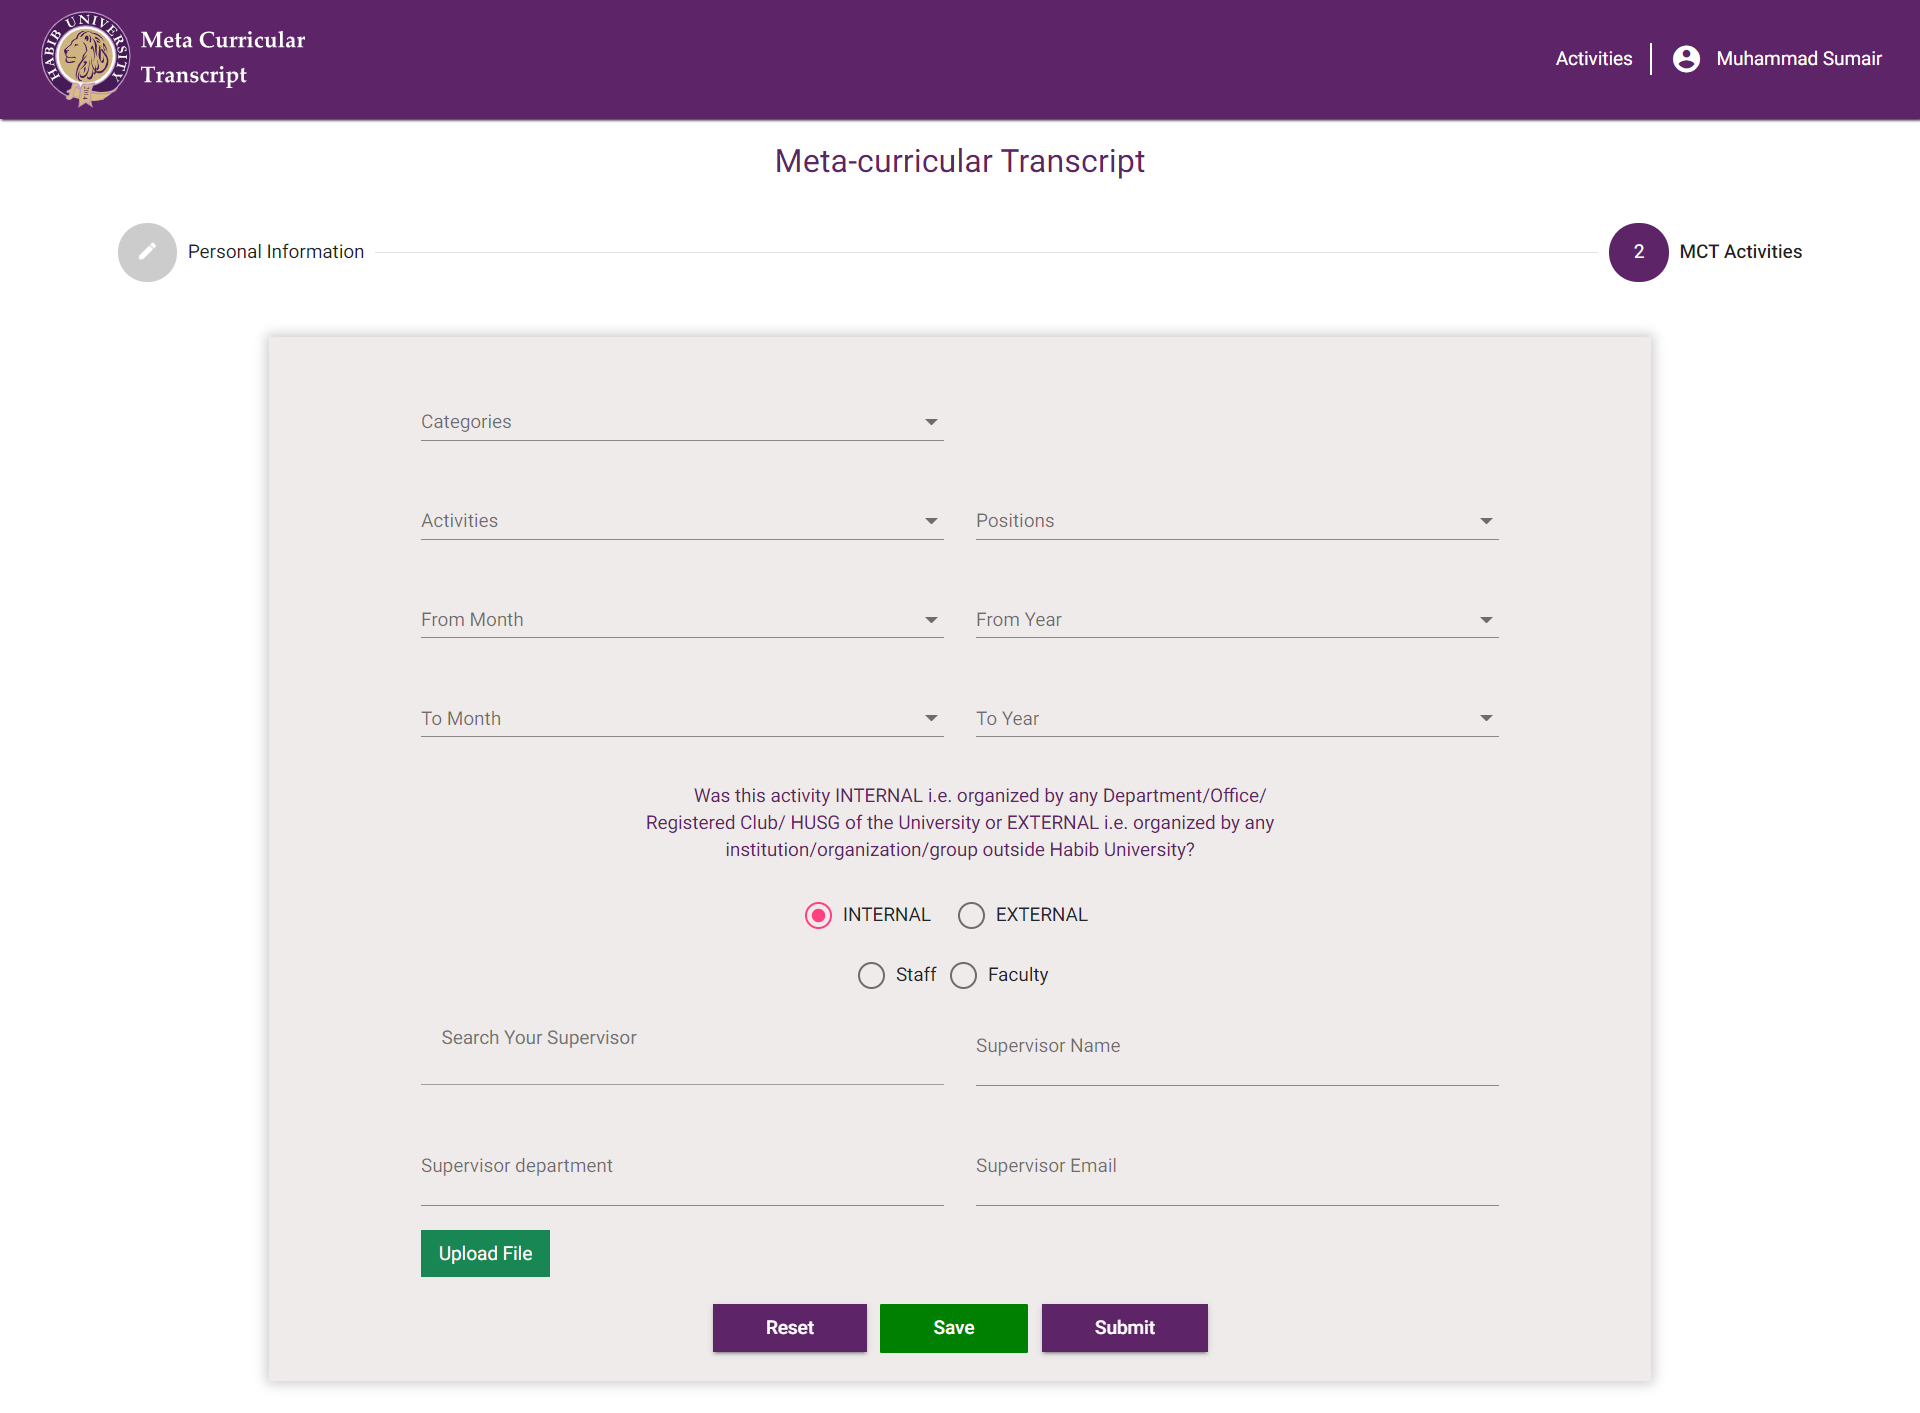 HABIB UNIVERSITY
Meta Curricular
Transcript
Activities
Muhammad Sumair
Meta-curricular Transcript
Personal Information
2
MCT Activities
Categories
Activities
Positions
From Month
From Year
To Month
To Year
Was this activity INTERNAL i.e. organized by any Department/Office/
Registered Club/ HUSG of the University or EXTERNAL i.e. organized by any
institution/organization/group outside Habib University?
INTERNAL
EXTERNAL
Staff
Faculty
Search Your Supervisor
Supervisor Name
Supervisor department
Supervisor Email
Upload File
Reset
Save
Submit